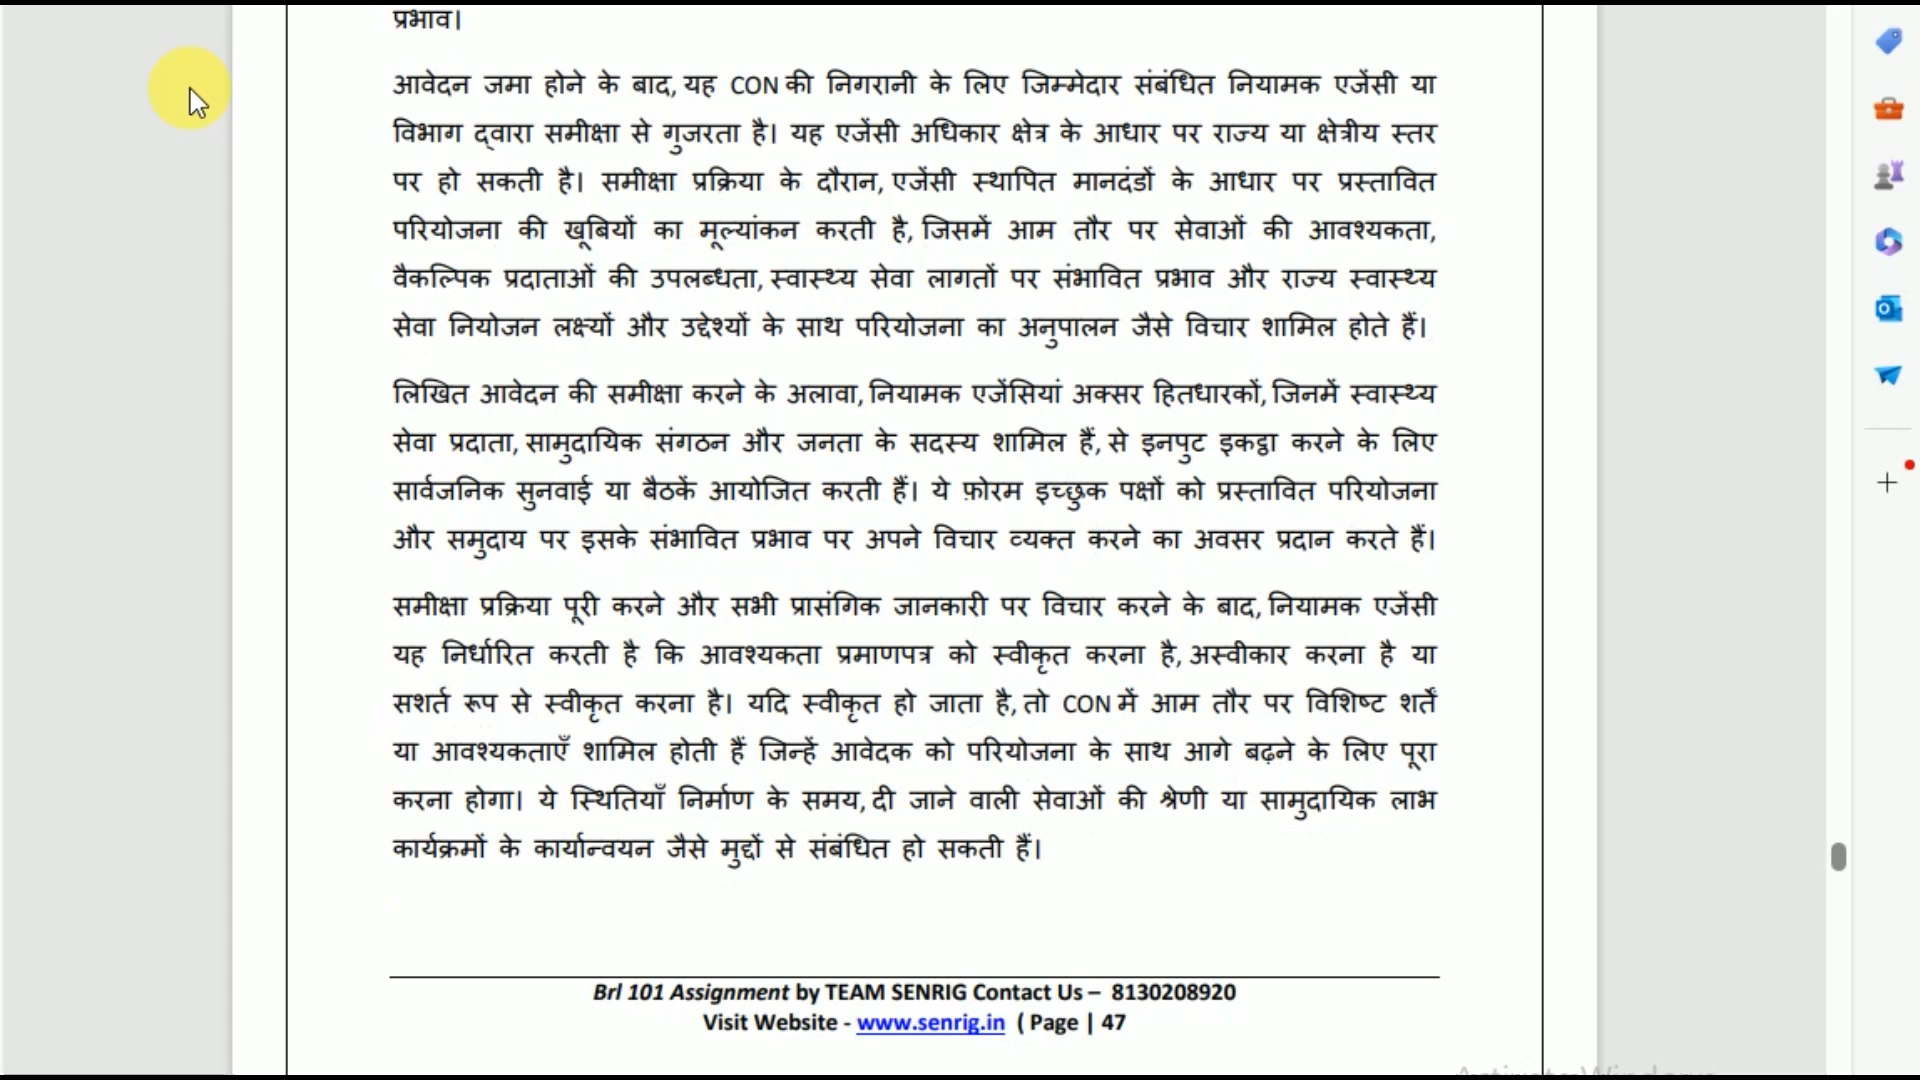 प्रभाव।
आवेदन जमा होने के बाद, यह CON की निगरानी के लिए जिम्मेदार संबंधित नियामक एजेंसी या
विभाग द्वारा समीक्षा से गुजरता है। यह एजेंसी अधिकार क्षेत्र के आधार पर राज्य या क्षेत्रीय स्तर
पर हो सकती है। समीक्षा प्रक्रिया के दौरान, एजेंसी स्थापित मानदंडों के आधार पर प्रस्तावित
परियोजना की खूबियों का मूल्यांकन करती है, जिसमें आम तौर पर सेवाओं की आवश्यकता,
वैकल्पिक प्रदाताओं की उपलब्धता, स्वास्थ्य सेवा लागतों पर संभावित प्रभाव और राज्य स्वास्थ्य
सेवा नियोजन लक्ष्यों और उद्देश्यों के साथ परियोजना का अनुपालन जैसे विचार शामिल होते हैं।
लिखित आवेदन की समीक्षा करने के अलावा, नियामक एजेंसियां अक्सर हितधारकों, जिनमें स्वास्थ्य
सेवा प्रदाता, सामुदायिक संगठन और जनता के सदस्य शामिल हैं, से इनपुट इकट्ठा करने के लिए
सार्वजनिक सुनवाई या बैठकें आयोजित करती हैं। ये फ़ोरम इच्छुक पक्षों को प्रस्तावित परियोजना
और समुदाय पर इसके संभावित प्रभाव पर अपने विचार व्यक्त करने का अवसर प्रदान करते हैं।
समीक्षा प्रक्रिया पूरी करने और सभी प्रासंगिक जानकारी पर विचार करने के बाद, नियामक एजेंसी
यह निर्धारित करती है कि आवश्यकता प्रमाणपत्र को स्वीकृत करना है, अस्वीकार करना है या
सशर्त रूप से स्वीकृत करना है। यदि स्वीकृत हो जाता है, तो CON में आम तौर पर विशिष्ट शर्तें
या आवश्यकताएँ शामिल होती हैं जिन्हें आवेदक को परियोजना के साथ आगे बढ़ने के लिए पूरा
करना होगा। ये स्थितियाँ निर्माण के समय, दी जाने वाली सेवाओं की श्रेणी या सामुदायिक लाभ
कार्यक्रमों के कार्यान्वयन जैसे मुद्दों से संबंधित हो सकती हैं।
Brl 101 Assignment by TEAM SENRIG Contact Us – 8130208920
Visit Website - www.senrig.in ( Page | 47